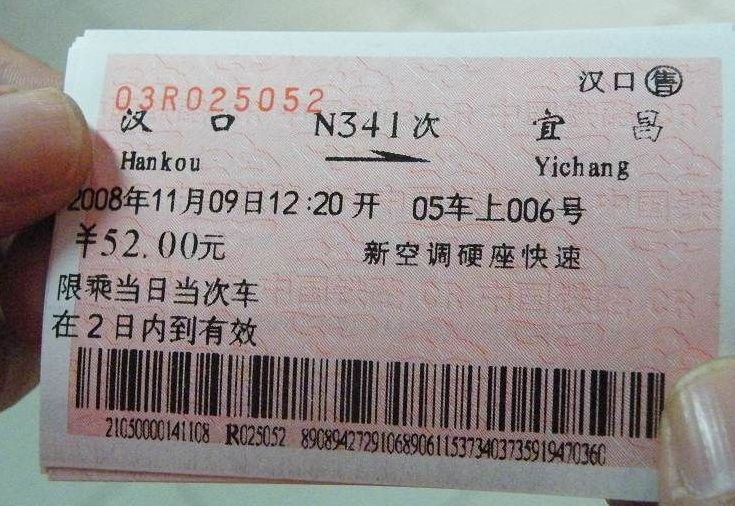 汉口售
03R025052
汉口 N341次 宜昌
Hankou Yichang
2008年11月09日12:20开 05车上006号
¥52.00元 新空调硬座快速
限乘当日当次车
在2日内到有效
21050000141108 R025052 89089427291068906115373403735919470360